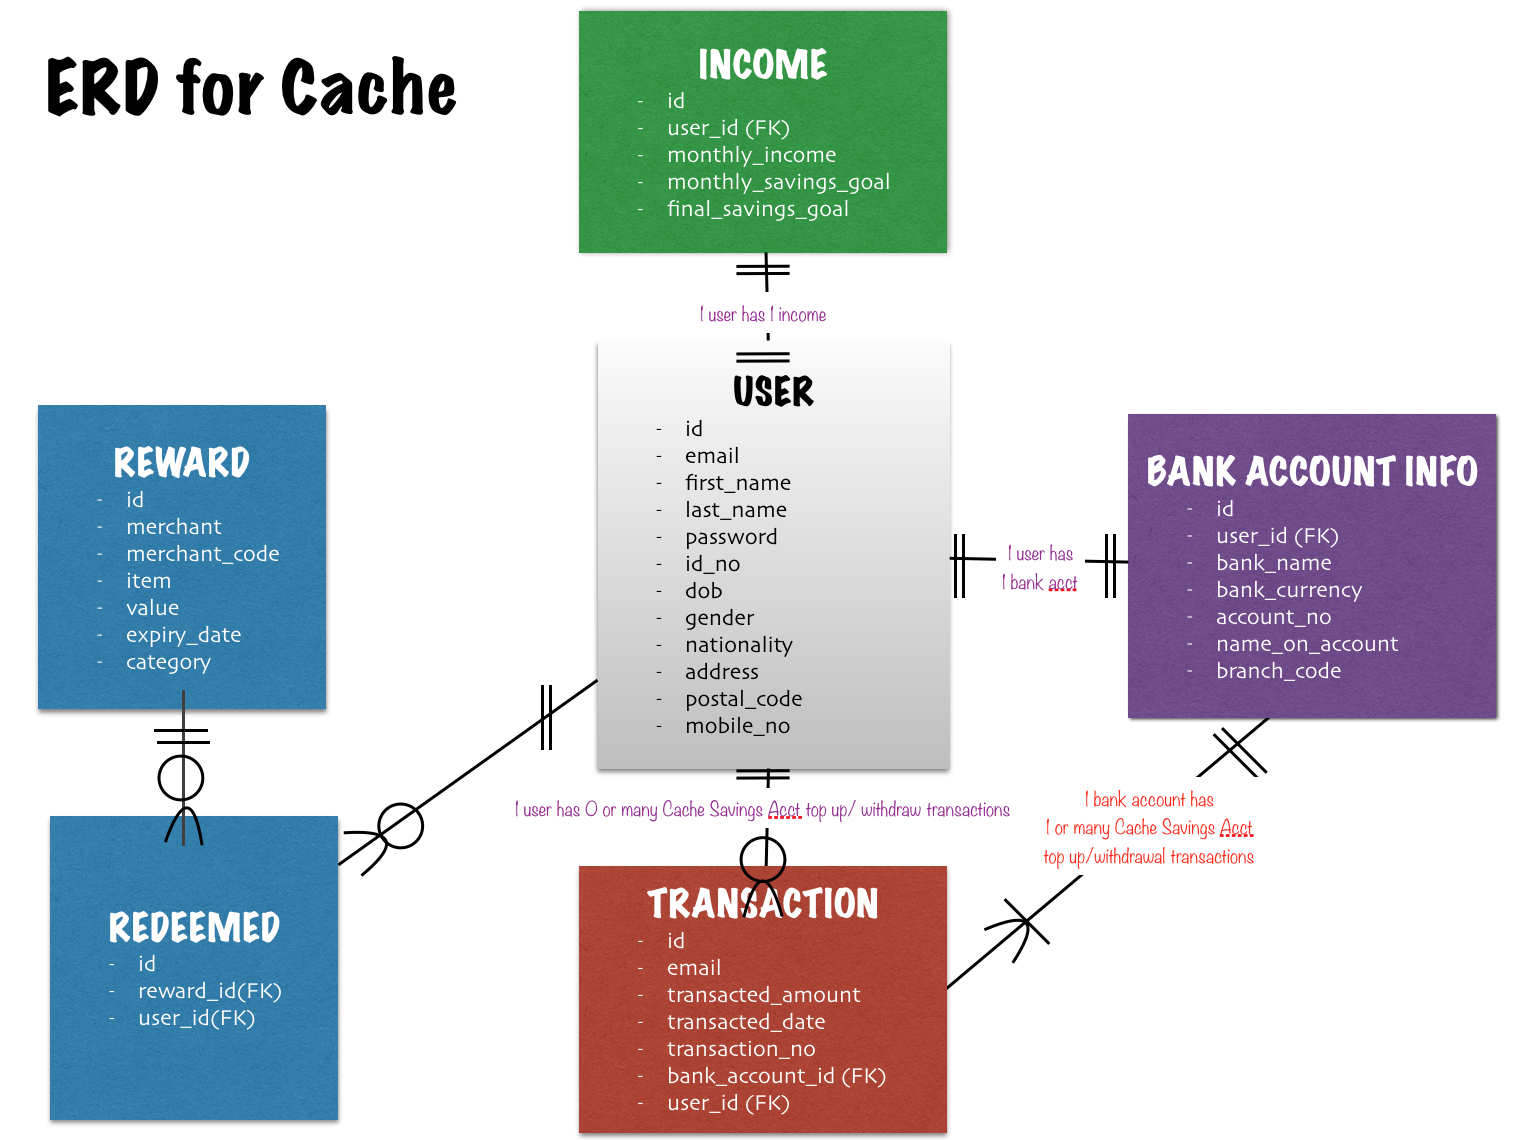 ERD for Cache
INCOME
- id
- user_id (FK)
- monthly_income
- monthly_savings_goal
- final_savings_goal
1 user has 1 income
USER
- id
- email
- first_name
- last_name
- password
- id_no
- dob
- gender
- nationality
- address
- postal_code
- mobile_no
REWARD
- id
- merchant
- merchant_code
- item
- value
- expiry_date
- category
1 user has
1 bank acct
BANK ACCOUNT INFO
- id
- user_id (FK)
- bank_name
- bank_currency
- account_no
- name_on_account
- branch_code
1 user has 0 or many Cache Savings Acct top up/ withdraw transactions
1 bank account has
1 or many Cache Savings Acct
top up/withdrawal transactions
REDEEMED
- id
- reward_id(FK)
- user_id(FK)
TRANSACTION
- id
- email
- transacted_amount
- transacted_date
- transaction_no
- bank_account_id (FK)
- user_id (FK)